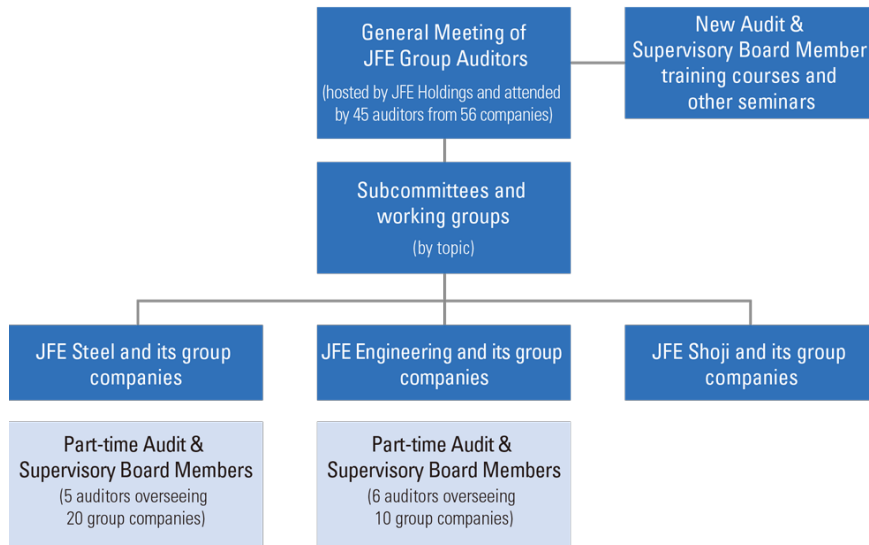 General Meeting of
JFE Group Auditors
(hosted by JFE Holdings and attended
by 45 auditors from 56 companies)
New Audit &
Supervisory Board Member
training courses and
other seminars
Subcommittees and
working groups
(by topic)
JFE Steel and its group
companies
JFE Engineering and its group
companies
JFE Shoji and its group
companies
Part-time Audit &
Supervisory Board Members
(5 auditors overseeing
20 group companies)
Part-time Audit &
Supervisory Board Members
(6 auditors overseeing
10 group companies)